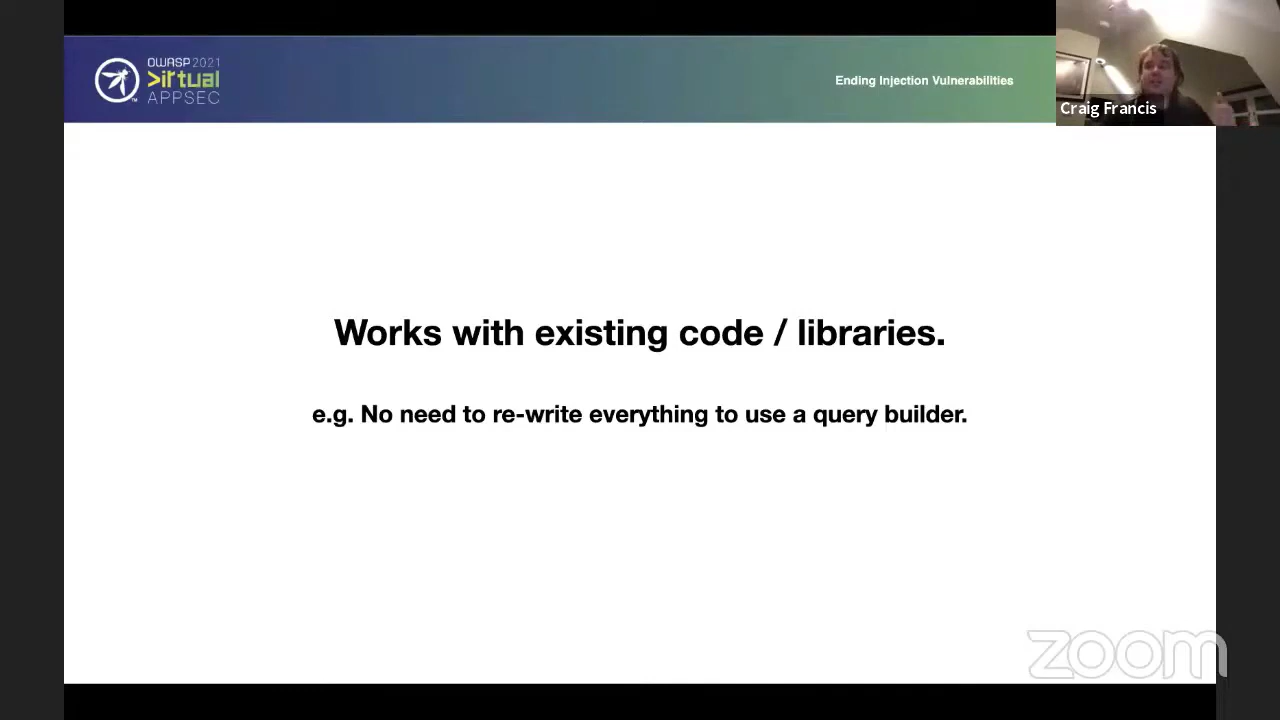 OWASP 2021
>irtual
APPSEC
TM
Ending Injection Vulnerabilities
Craig Francis
Works with existing code / libraries.
e.g. No need to re-write everything to use a query builder.
zoom